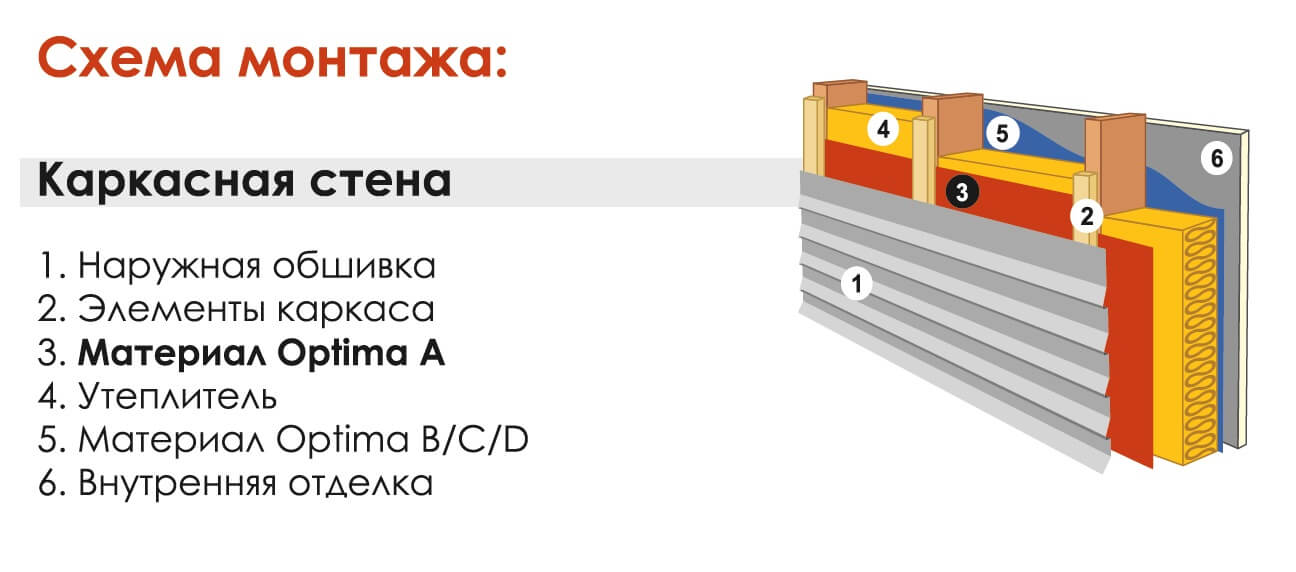 Схема монтажа:
Каркасная стена
1. Наружная обшивка
2. Элементы каркаса
3. Материал Optima A
4. Утеплитель
5. Материал Optima B/C/D
6. Внутренняя отделка
4
5
6
3
2
1